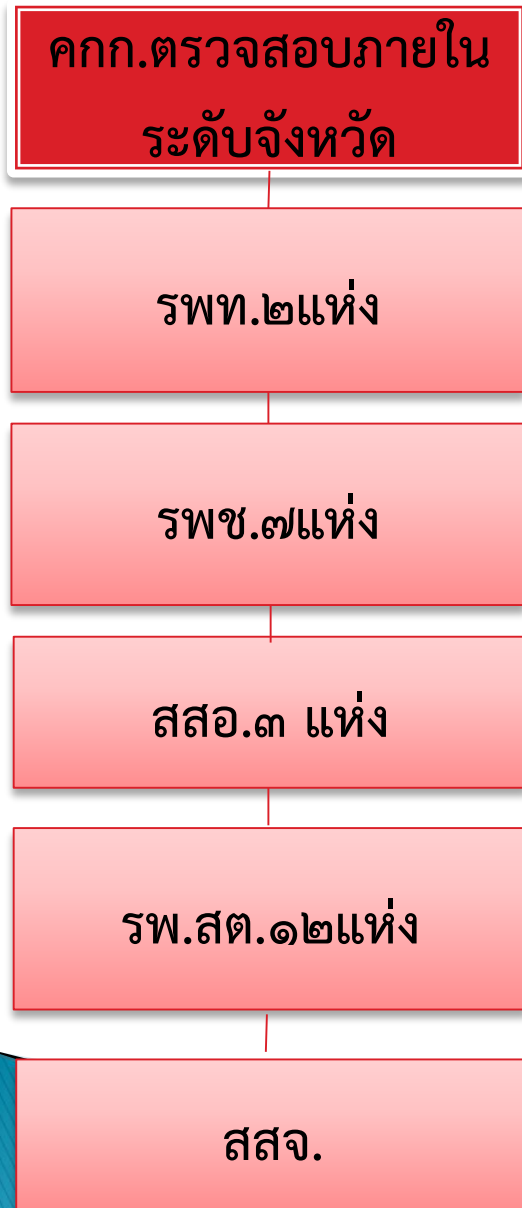 คกก.ตรวจสอบภายใน
ระดับจังหวัด
รพท.๒แห่ง
รพช.๗แห่ง
สสอ.๓ แห่ง
รพ.สต.๑๒แห่ง
สสจ.